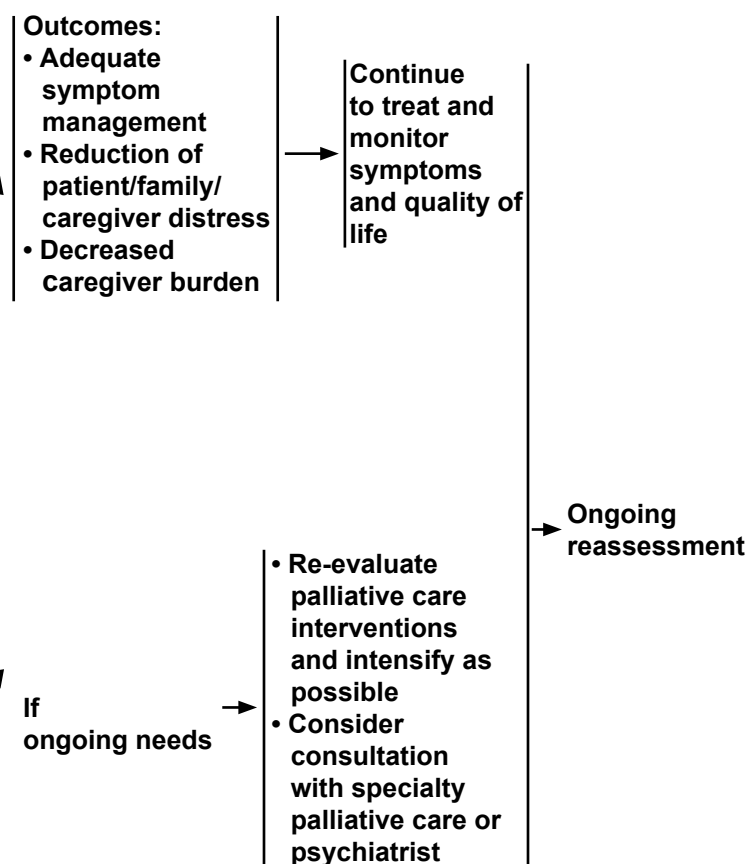 Outcomes:
• Adequate
symptom
management
• Reduction of
patient/family/
caregiver distress
• Decreased
caregiver burden
Continue
to treat and
monitor
symptoms
and quality of
life
If
ongoing needs
• Re-evaluate
palliative care
interventions
and intensify as
possible
• Consider
consultation
with specialty
palliative care or
psychiatrist
Ongoing
reassessment